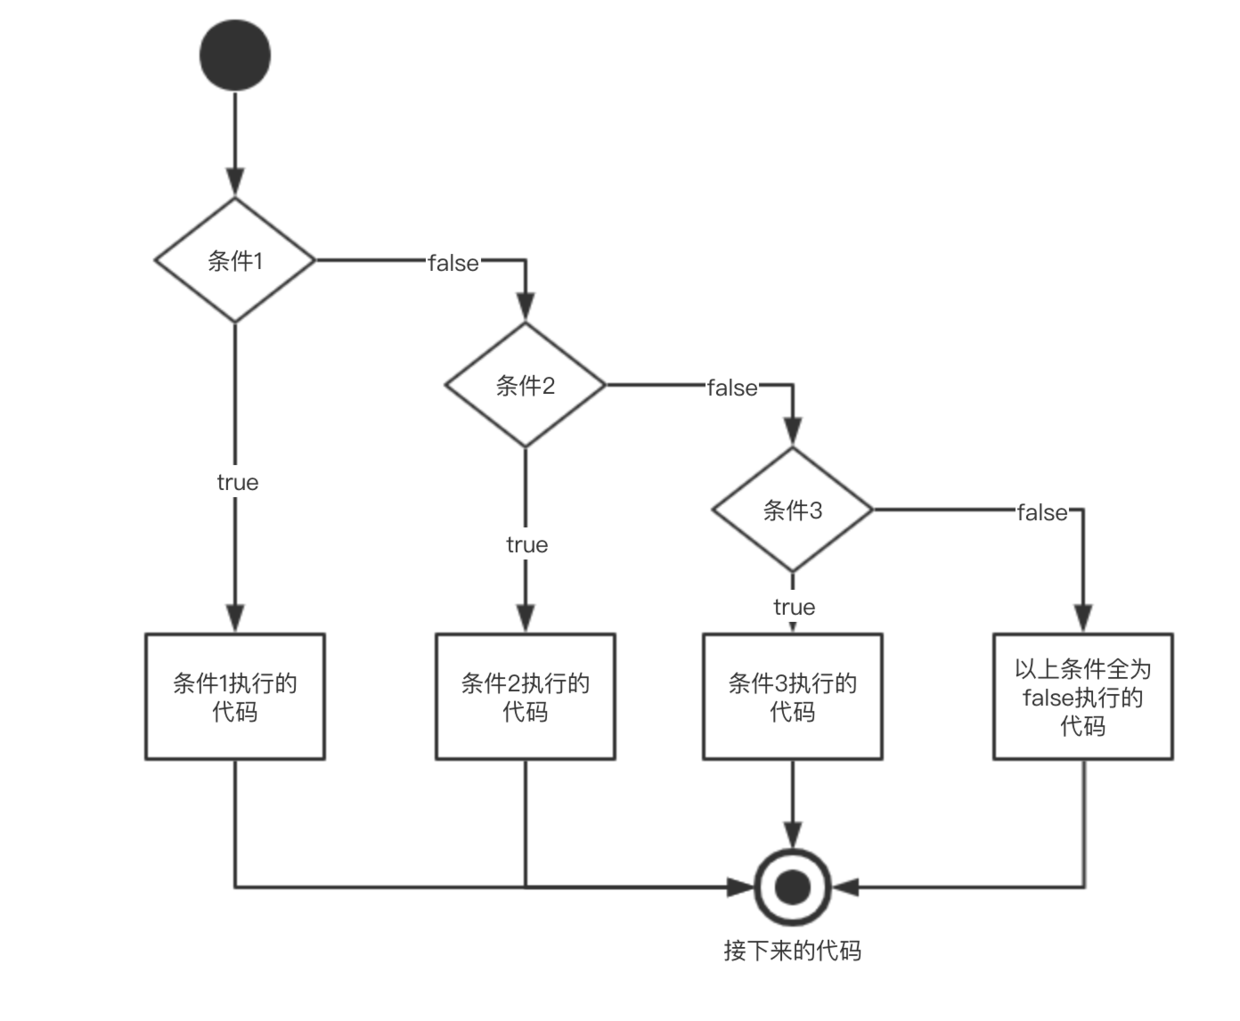 条件1
false
条件2
false
条件3
false
true
true
true
条件1执行的
代码
条件2执行的
代码
条件3执行的
代码
以上条件全为
false执行的
代码
接下来的代码